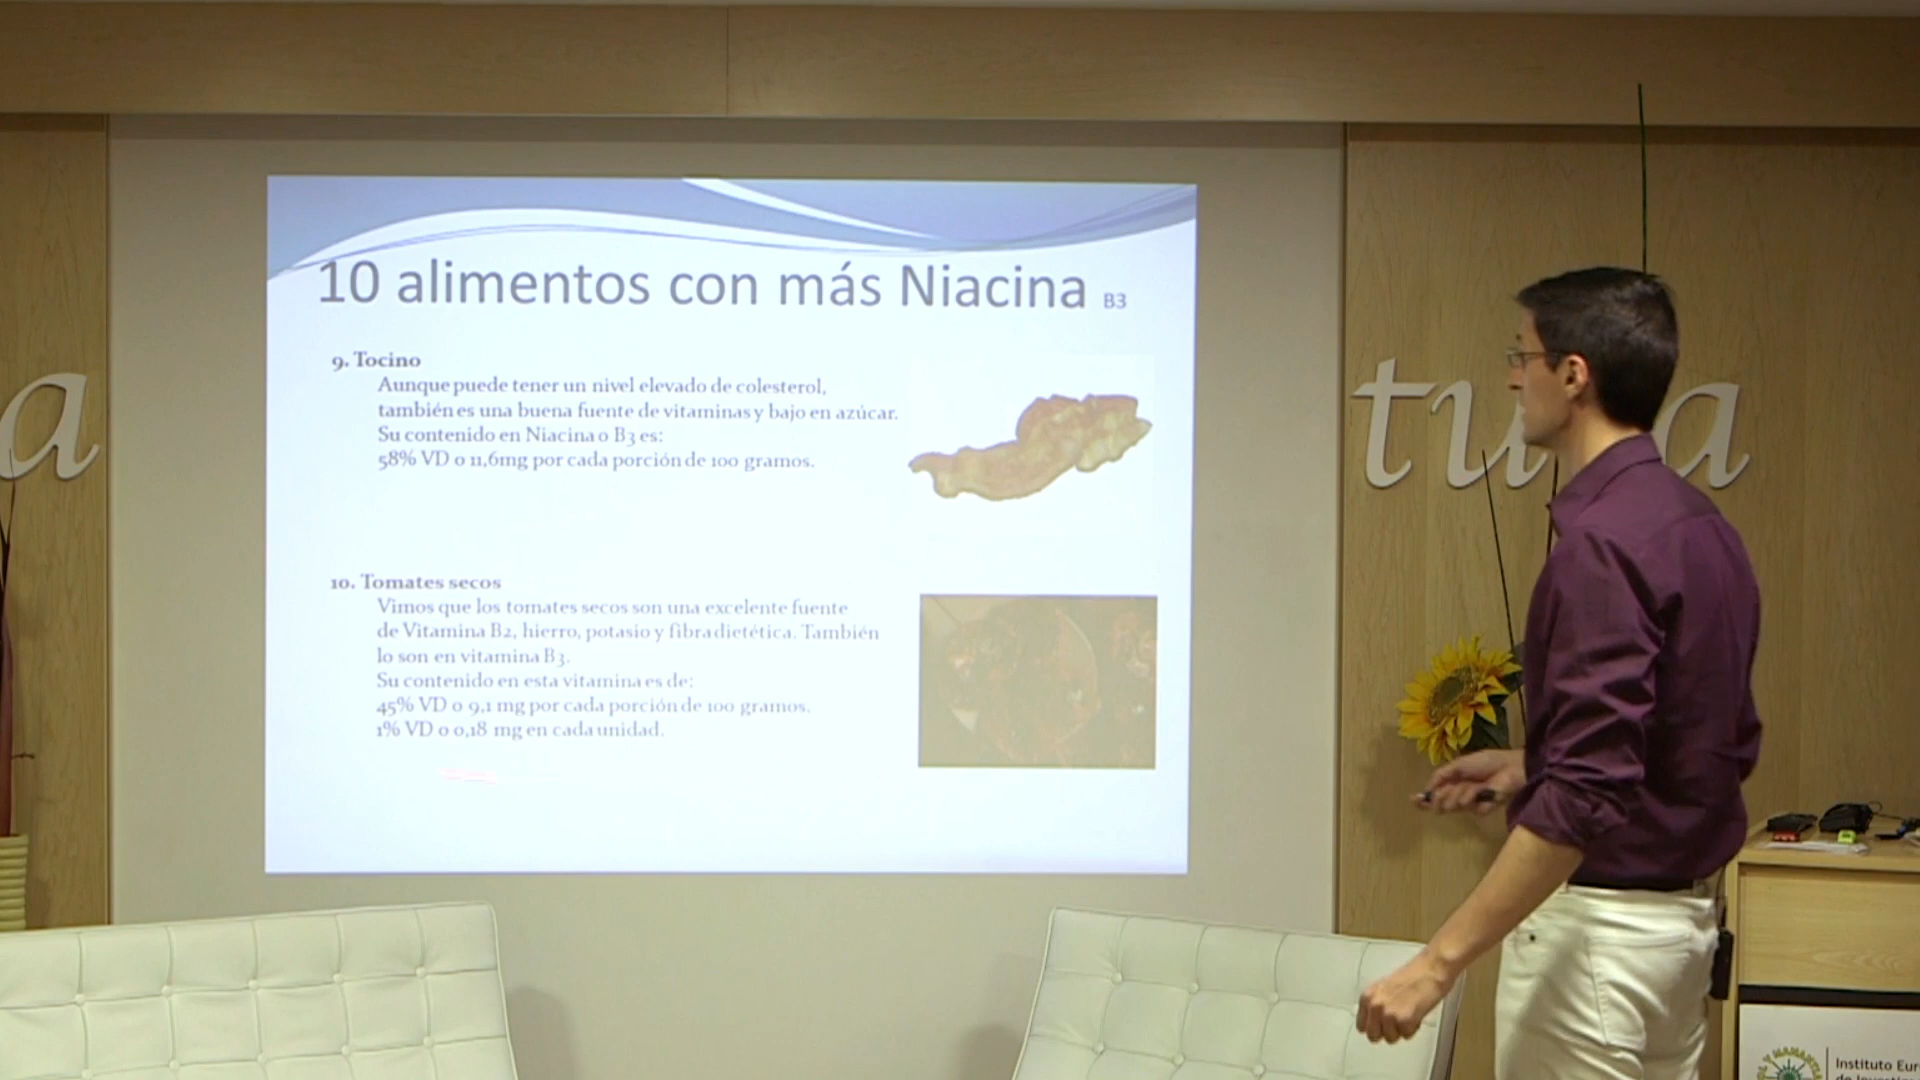 10 alimentos con más Niacina B3
9. Tocino
Aunque puede tener un nivel elevado de colesterol,
también es una buena fuente de vitaminas y bajo en azúcar.
Su contenido en Niacina o B3 es:
58% VD o 11,6mg por cada porción de 100 gramos.
10. Tomates secos
Vimos que los tomates secos son una excelente fuente
de Vitamina B2, hierro, potasio y fibra dietética. También
lo son en vitamina B3.
Su contenido en esta vitamina es de:
45% VD o 9,1 mg por cada porción de 100 gramos.
1% VD o 0,18 mg en cada unidad.
a
tu a
Instituto Eur